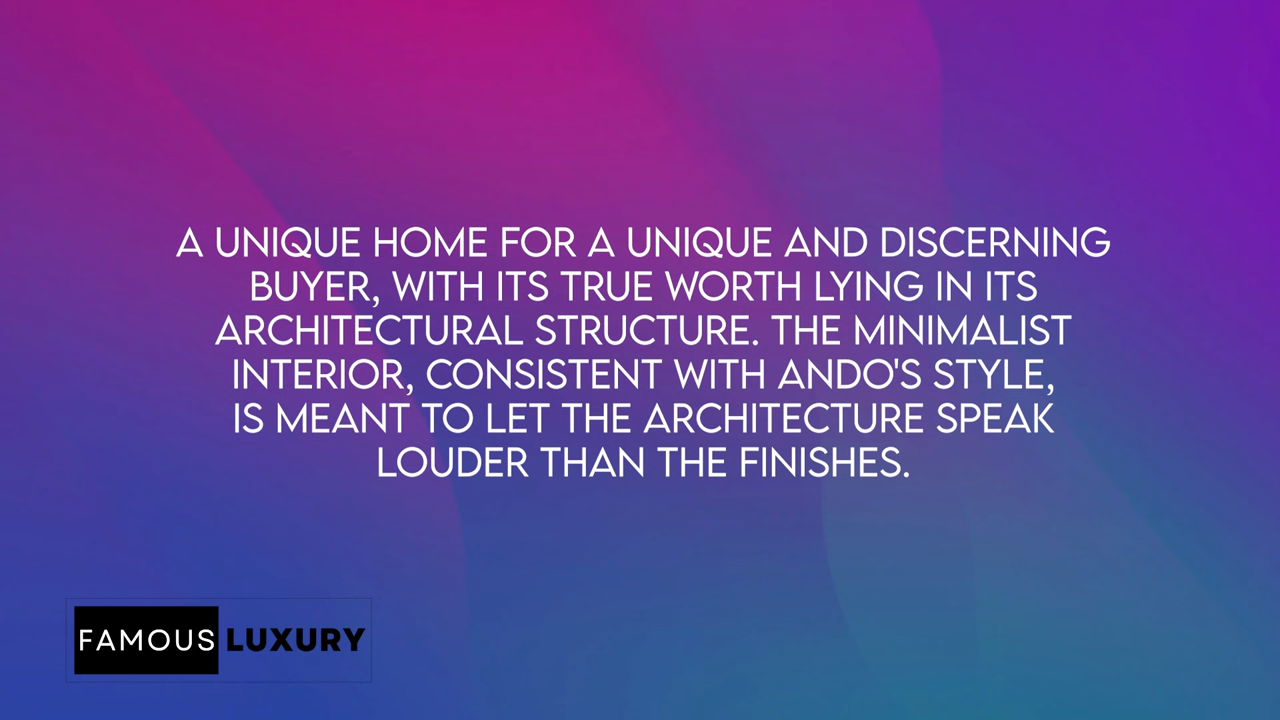 A UNIQUE HOME FOR A UNIQUE AND DISCERNING
BUYER, WITH ITS TRUE WORTH LYING IN ITS
ARCHITECTURAL STRUCTURE. THE MINIMALIST
INTERIOR, CONSISTENT WITH ANDO'S STYLE,
IS MEANT TO LET THE ARCHITECTURE SPEAK
LOUDER THAN THE FINISHES.
FAMOUS LUXURY